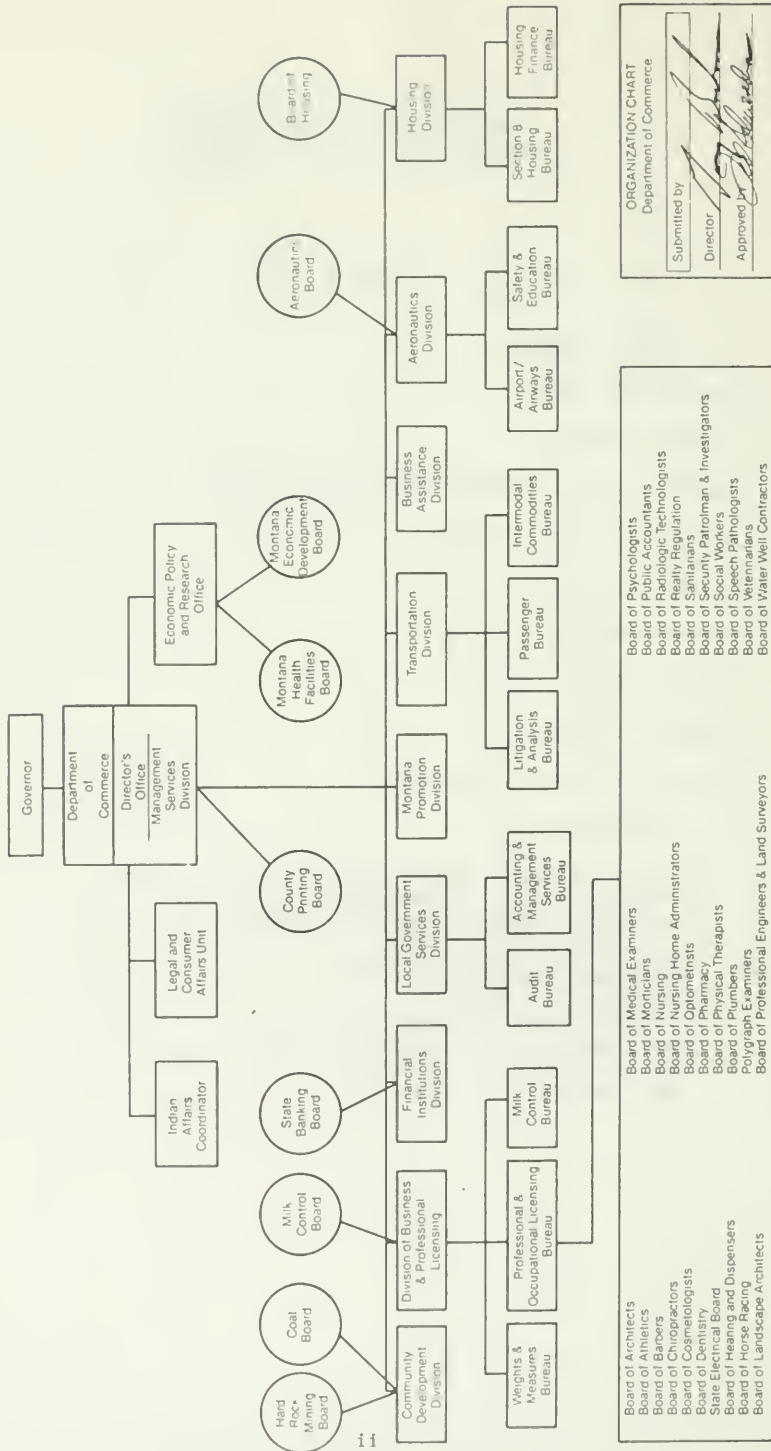 Governor
Department
of
Commerce
Director's
Office
Management
Services
Division
Indian
Affairs
Coordinator
Legal and
Consumer
Affairs Unit
Economic Policy
and Research
Office
County
Printing
Board
Montana
Health
Facilities
Board
Montana
Economic
Development
Board
Hard
Rock
Mining
Board
Coal
Board
Milk
Control
Board
State
Banking
Board
Aeronautics
Board
Board of
Housing
Community
Development
Division
Division of Business
& Professional
Licensing
Financial
Institutions
Division
Local Government
Services
Division
Montana
Promotion
Division
Transportation
Division
Business
Assistance
Division
Aeronautics
Division
Housing
Division
Weights &
Measures
Bureau
Professional &
Occupational Licensing
Bureau
Milk
Control
Bureau
Audit
Bureau
Accounting &
Management
Services
Bureau
Litigation
& Analysis
Bureau
Passenger
Bureau
Intermodal
Commodities
Bureau
Airport/
Airways
Bureau
Safety &
Education
Bureau
Section 8
Housing
Bureau
Housing
Finance
Bureau
Board of Architects
Board of Athletics
Board of Barbers
Board of Chiropractors
Board of Cosmetologists
Board of Dentistry
State Electrical Board
Board of Hearing and Dispensers
Board of Horse Racing
Board of Landscape Architects
Board of Medical Examiners
Board of Morticians
Board of Nursing
Board of Nursing Home Administrators
Board of Optometrists
Board of Pharmacy
Board of Physical Therapists
Board of Plumbers
Polygraph Examiners
Board of Professional Engineers & Land Surveyors
Board of Psychologists
Board of Public Accountants
Board of Radiologic Technologists
Board of Realty Regulation
Board of Sanitarians
Board of Security Patrolman & Investigators
Board of Social Workers
Board of Speech Pathologists
Board of Veterinarians
Board of Water Well Contractors
ORGANIZATION CHART
Department of Commerce
Submitted by
Director
Approved by
ii